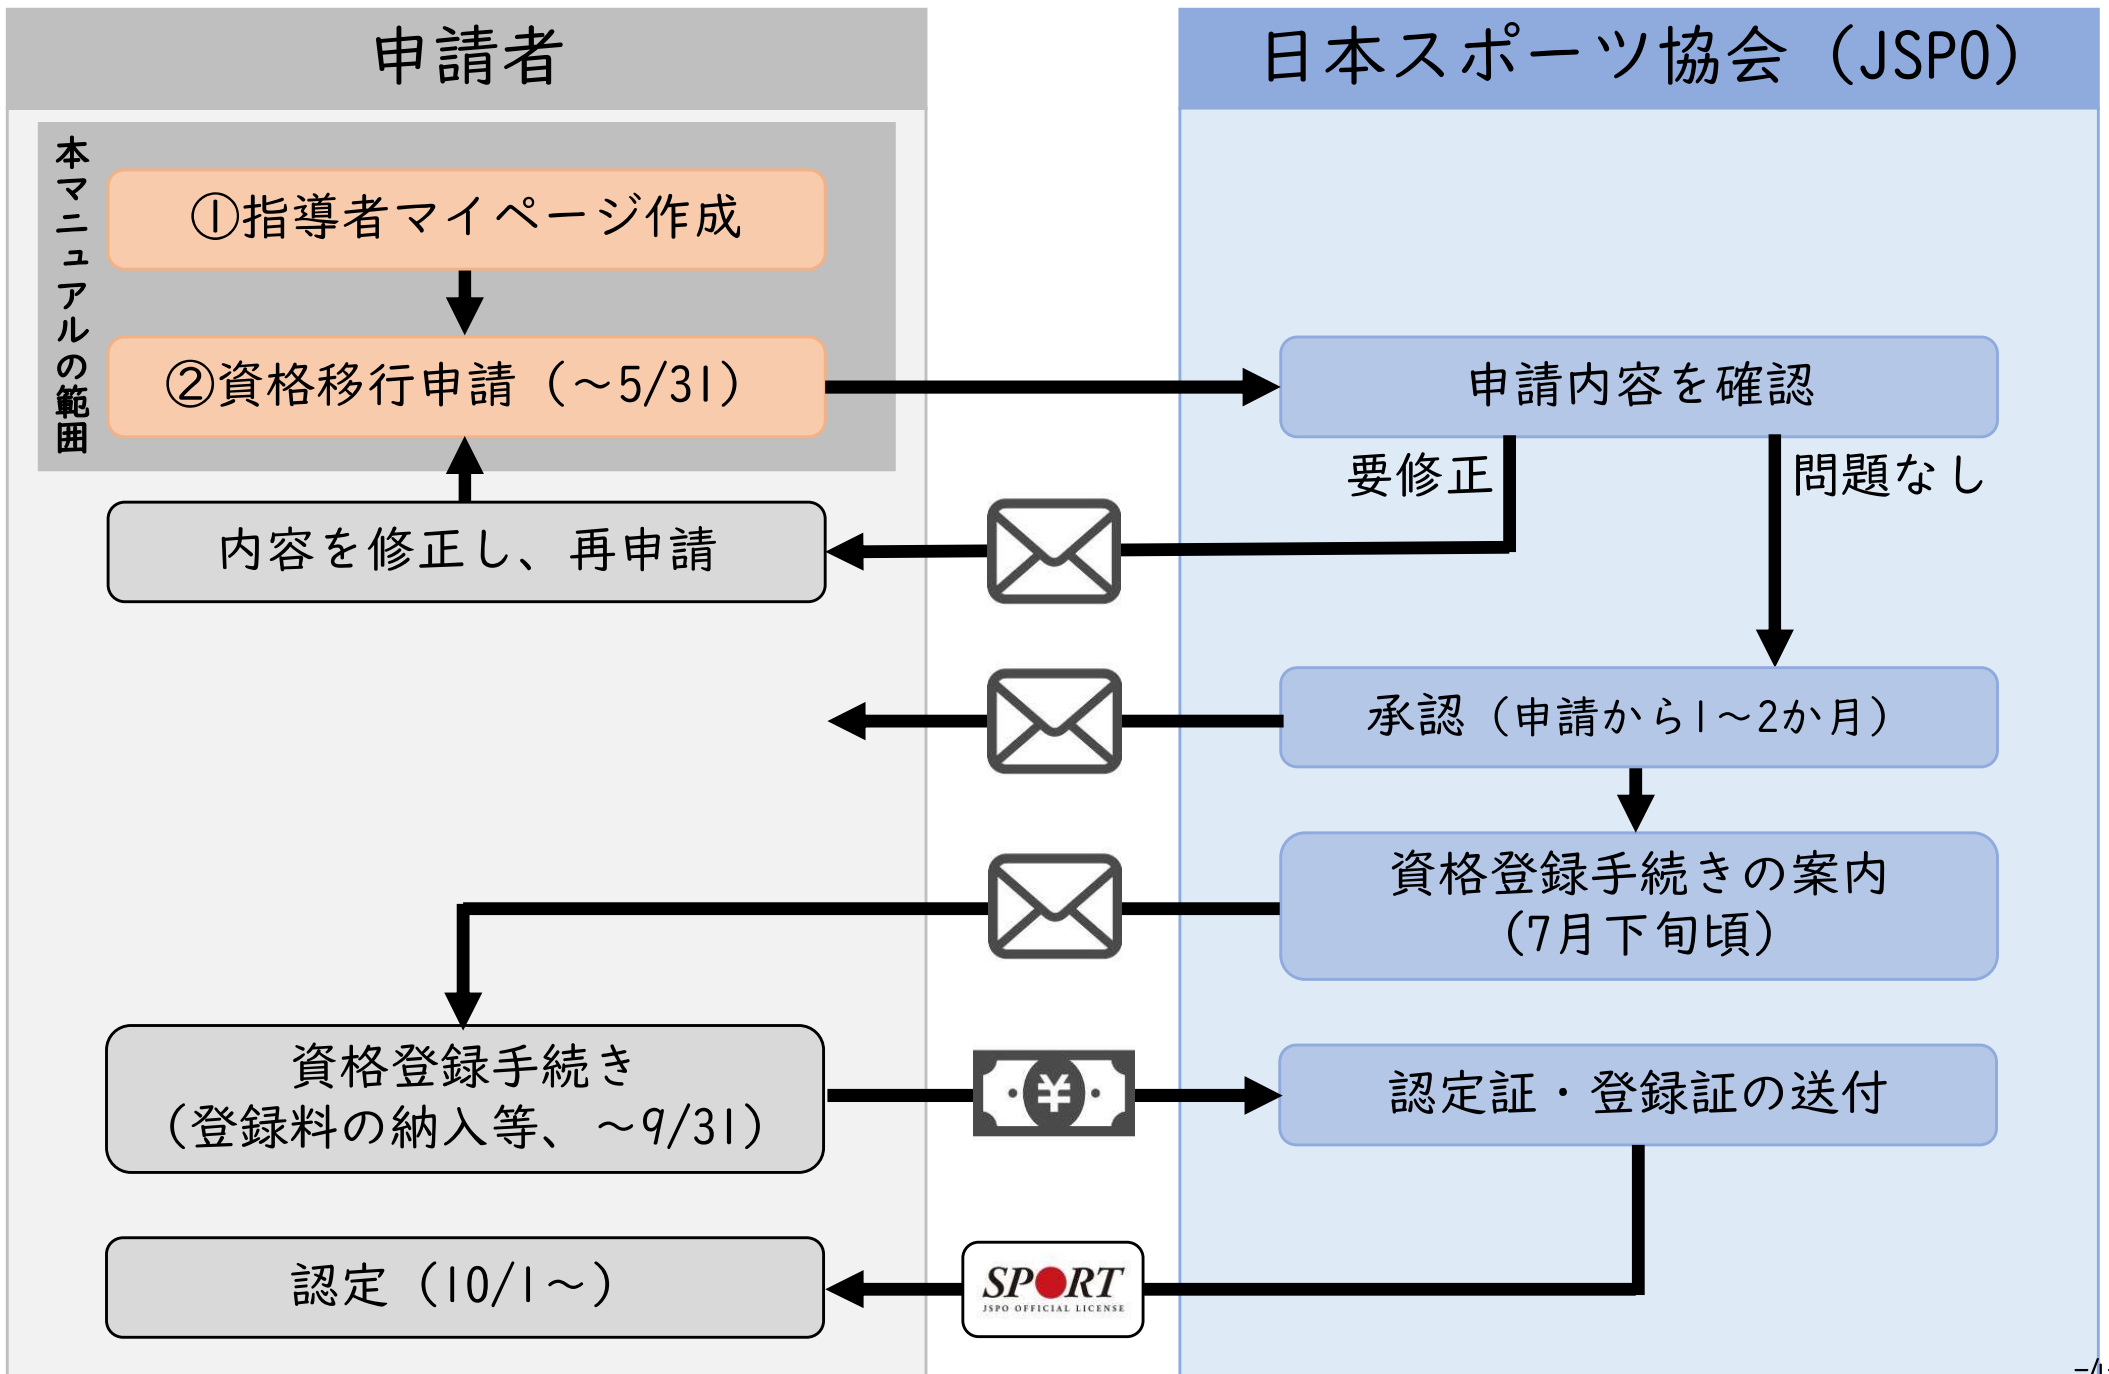 申請者
日本スポーツ協会（JSPO）
本マニュアルの範囲
①指導者マイページ作成
②資格移行申請（～5/31）
申請内容を確認
要修正
問題なし
内容を修正し、再申請
承認（申請から1～2か月）
資格登録手続きの案内
（7月下旬頃）
資格登録手続き
（登録料の納入等、～9/31）
¥
認定証・登録証の送付
認定（10/1～）
SPORT
JSPO OFFICIAL LICENSE